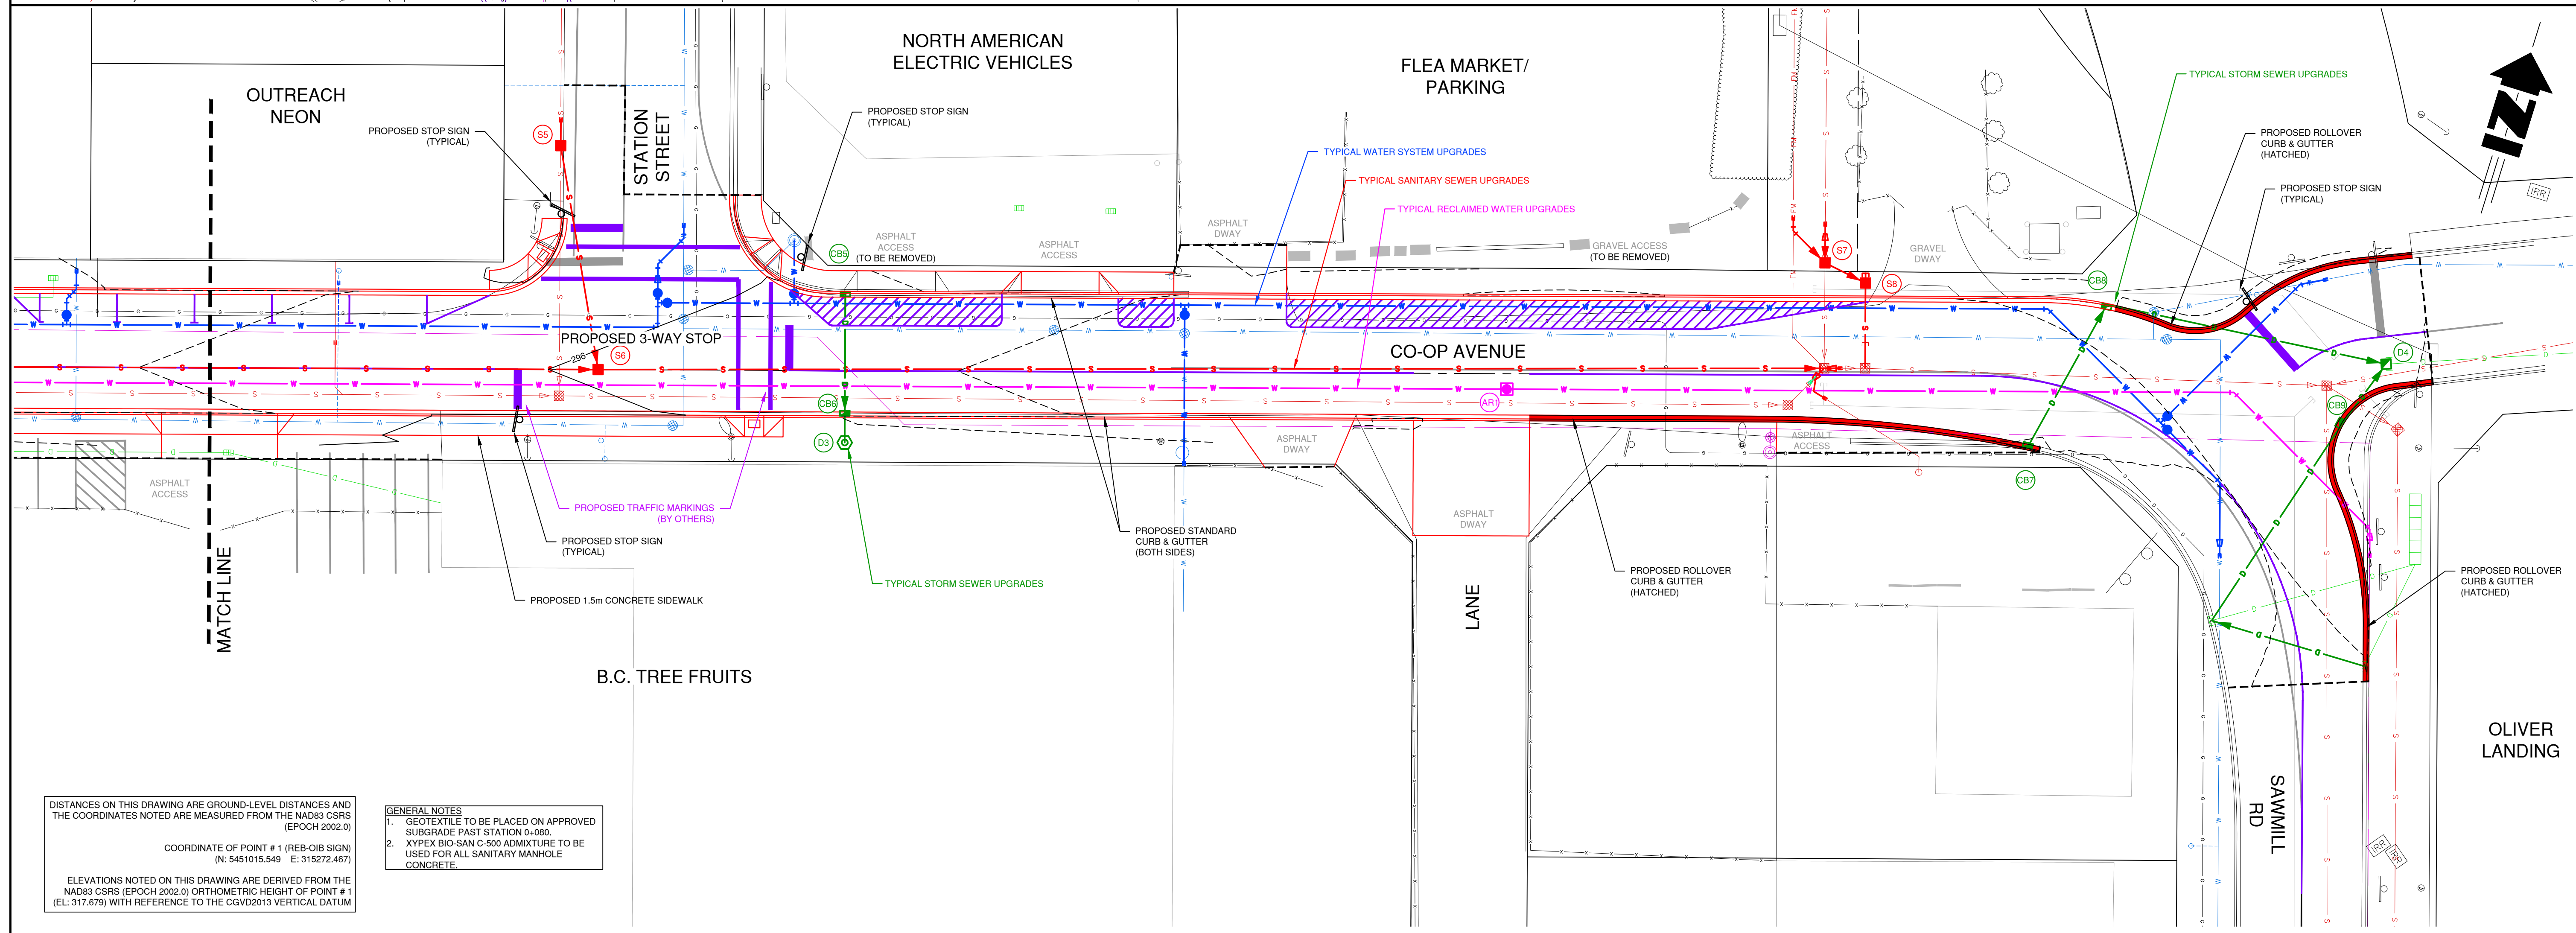 OUTREACH
NEON
PROPOSED STOP SIGN
(TYPICAL)
S5
STATION
STREET
NORTH AMERICAN
ELECTRIC VEHICLES
PROPOSED STOP SIGN
(TYPICAL)
FLEA MARKET/
PARKING
TYPICAL WATER SYSTEM UPGRADES
TYPICAL SANITARY SEWER UPGRADES
TYPICAL RECLAIMED WATER UPGRADES
TYPICAL STORM SEWER UPGRADES
PROPOSED ROLLOVER
CURB & GUTTER
(HATCHED)
PROPOSED STOP SIGN
(TYPICAL)
N
IRR
CB5
ASPHALT
ACCESS
(TO BE REMOVED)
ASPHALT
ACCESS
ASPHALT
DWAY
GRAVEL ACCESS
(TO BE REMOVED)
S7
S8
GRAVEL
DWAY
CB8
PROPOSED 3-WAY STOP
296
S6
CO-OP AVENUE
D4
CB6
AR1
CB9
D3
ASPHALT
DWAY
ASPHALT
ACCESS
CB7
ASPHALT
ACCESS
MATCH LINE
PROPOSED TRAFFIC MARKINGS
(BY OTHERS)
PROPOSED STOP SIGN
(TYPICAL)
PROPOSED 1.5m CONCRETE SIDEWALK
TYPICAL STORM SEWER UPGRADES
PROPOSED STANDARD
CURB & GUTTER
(BOTH SIDES)
ASPHALT
DWAY
LANE
PROPOSED ROLLOVER
CURB & GUTTER
(HATCHED)
PROPOSED ROLLOVER
CURB & GUTTER
(HATCHED)
B.C. TREE FRUITS
OLIVER
LANDING
SAWMILL
RD
IRR
IRR
DISTANCES ON THIS DRAWING ARE GROUND-LEVEL DISTANCES AND
THE COORDINATES NOTED ARE MEASURED FROM THE NAD83 CSRS
(EPOCH 2002.0)
COORDINATE OF POINT # 1 (REB-OIB SIGN)
(N: 5451015.549 E: 315272.467)
ELEVATIONS NOTED ON THIS DRAWING ARE DERIVED FROM THE
NAD83 CSRS (EPOCH 2002.0) ORTHOMETRIC HEIGHT OF POINT # 1
(EL: 317.679) WITH REFERENCE TO THE CGVD2013 VERTICAL DATUM
GENERAL NOTES
1. GEOTEXTILE TO BE PLACED ON APPROVED
SUBGRADE PAST STATION 0+080.
2. XYPEX BIO-SAN C-500 ADMIXTURE TO BE
USED FOR ALL SANITARY MANHOLE
CONCRETE.